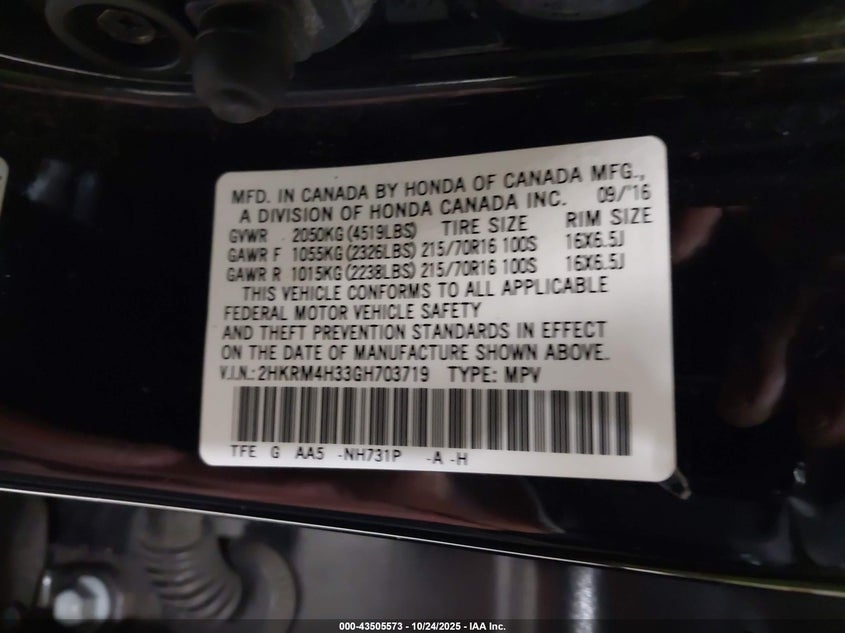 MFD. IN CANADA BY HONDA OF CANADA MFG.,
A DIVISION OF HONDA CANADA INC. 09/'16
GVWR 2050KG(4519LBS) TIRE SIZE RIM SIZE
GAWR F 1055KG(2326LBS) 215/70R16 100S 16X6.5J
GAWR R 1015KG(2238LBS) 215/70R16 100S 16X6.5J
THIS VEHICLE CONFORMS TO ALL APPLICABLE
FEDERAL MOTOR VEHICLE SAFETY
AND THEFT PREVENTION STANDARDS IN EFFECT
ON THE DATE OF MANUFACTURE SHOWN ABOVE.
V.I.N.: 2HKRM4H33GH703719 TYPE: MPV
TFE G AA5 -NH731P -A -H
000-43505573 - 10/24/2025 - IAA Inc.